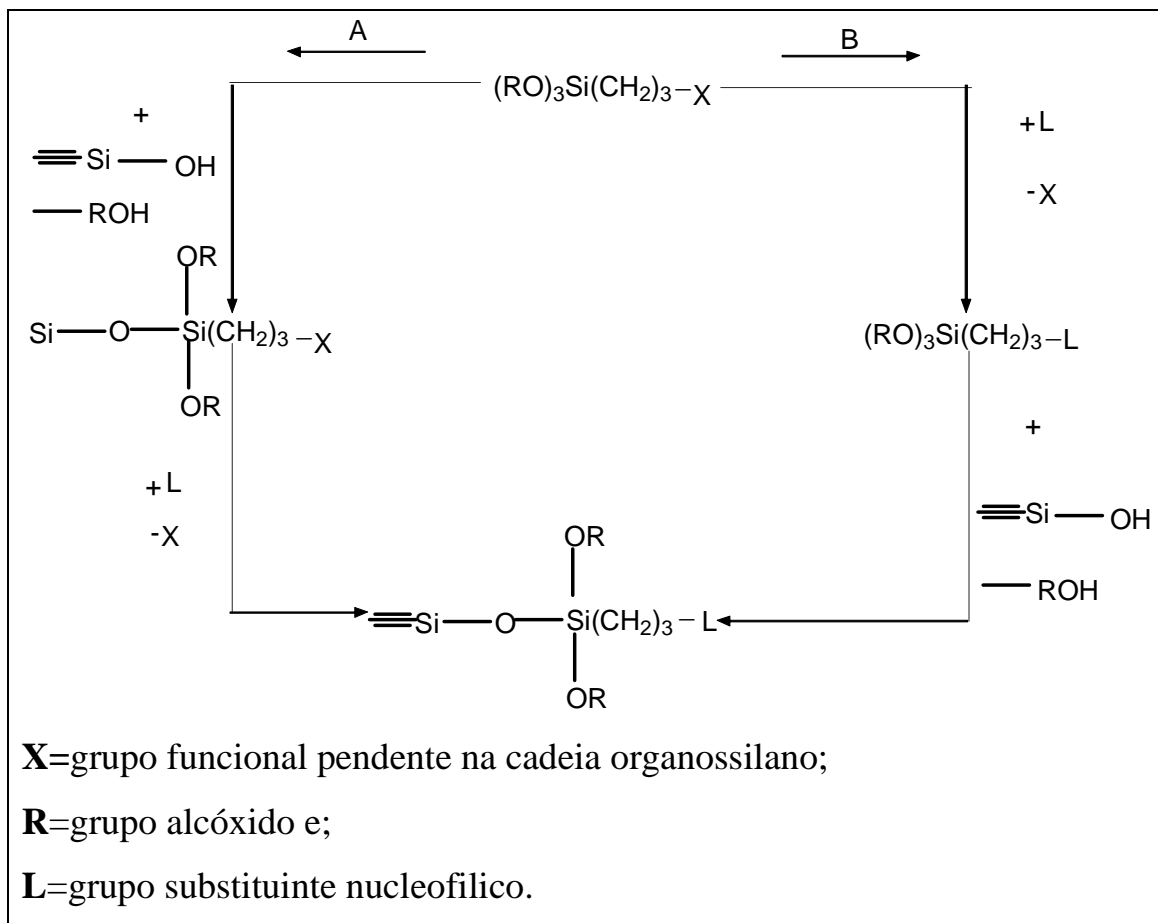 A
B
(RO)₃Si(CH₂)₃–X
+
≡Si—OH
—ROH
+L
-X
OR
Si—O—Si(CH₂)₃–X
OR
(RO)₃Si(CH₂)₃–L
+
≡Si—OH
—ROH
+L
-X
OR
≡Si—O—Si(CH₂)₃–L
OR
X=grupo funcional pendente na cadeia organossilano;
R=grupo alcóxido e;
L=grupo substituinte nucleofilico.